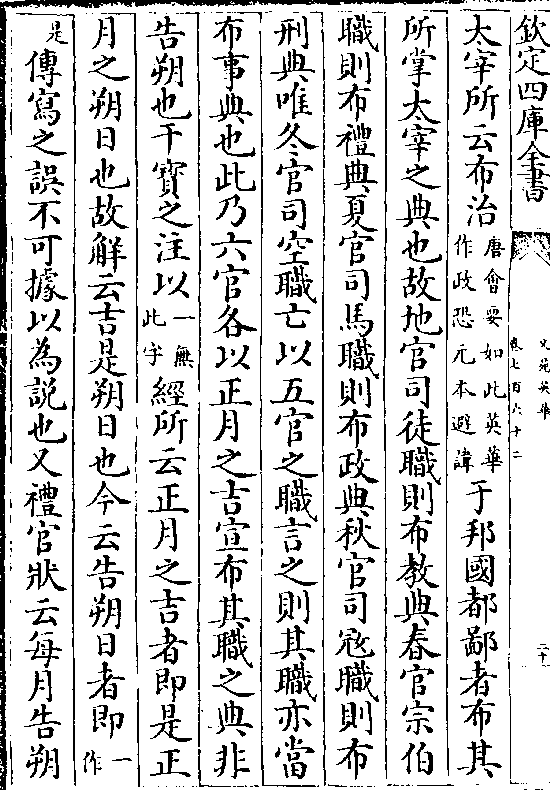 欽定四庫全書
文苑英華
卷七百六十二
二十
太宰所云布治唐會要如此英華作政恐元本避諱于邦國都鄙者布其
所掌太宰之典也故地官司徒職則布教典春官宗伯
職則布禮典夏官司馬職則布政典秋官司寇職則布
刑典唯冬官司空職亡以五官之職言之則其職亦當
布事典也此乃六官各以正月之吉宣布其職之典非
告朔也干寶之注以一無此字經所云正月之吉者即是正
月之朔日也故解云吉是朔日也今云告朔日者即一作
是傳寫之誤不可據以為説也又禮官狀云每月告朔